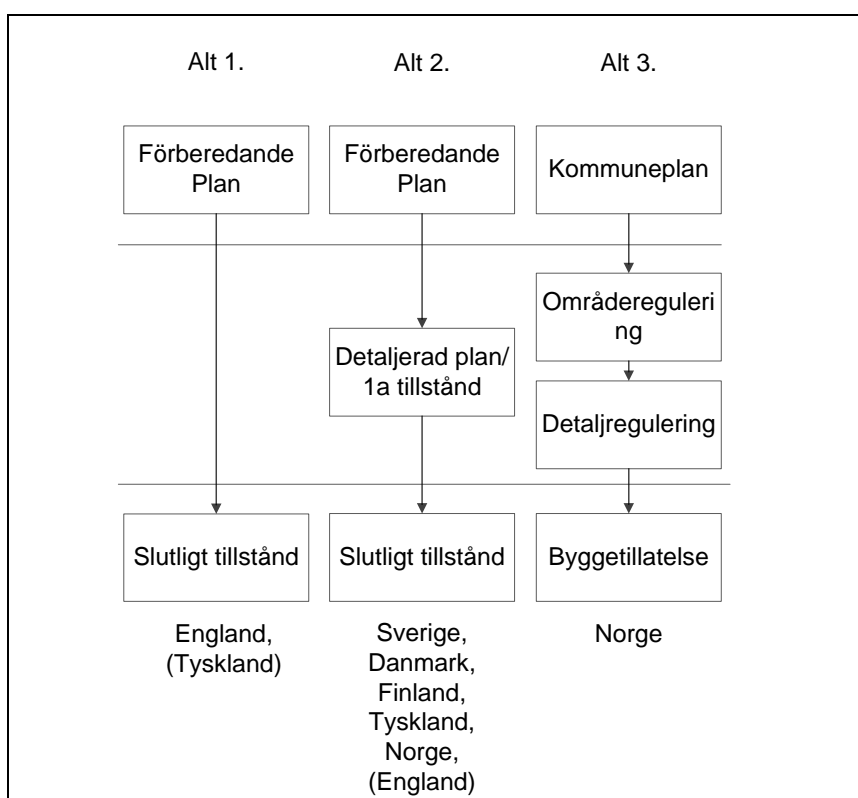 Alt 1.
Alt 2.
Alt 3.
Förberedande
Plan
Förberedande
Plan
Kommuneplan
Områdereguleri
ng
Detaljerad plan/
1a tillstånd
Detaljregulering
Slutligt tillstånd
Slutligt tillstånd
Byggetillatelse
England,
(Tyskland)
Sverige,
Danmark,
Finland,
Tyskland,
Norge,
(England)
Norge